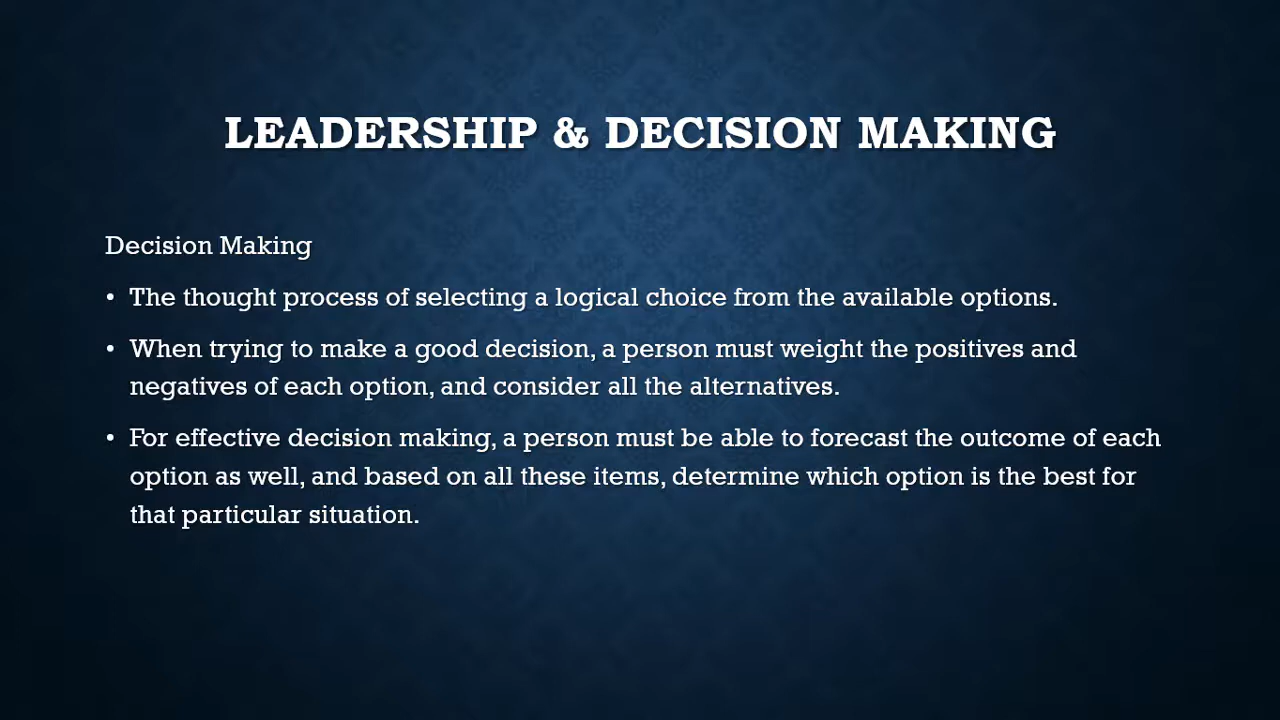 LEADERSHIP & DECISION MAKING
Decision Making
• The thought process of selecting a logical choice from the available options.
• When trying to make a good decision, a person must weight the positives and
negatives of each option, and consider all the alternatives.
• For effective decision making, a person must be able to forecast the outcome of each
option as well, and based on all these items, determine which option is the best for
that particular situation.